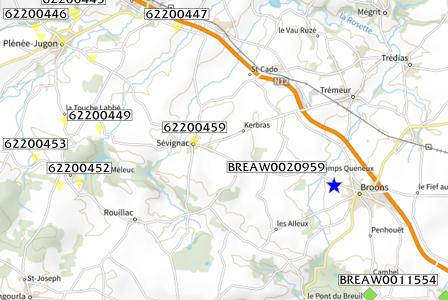 62200445
62200446
62200447
Mégrit
la Rosette
le Vau Ruzé
Plénée-Jugon
Trédias
St-Cado
N12
Trémeur
la Touche Labbé
62200449
62200459
Kerbras
Sévignac
62200453
BREAW0020959
mps Queneux
62200452
Méleuc
Broons
le Fief au
Rouillac
les Alleux
Penhouët
St-Joseph
Cambel
BREAW0011554
ngourla
le Pont du Breuil